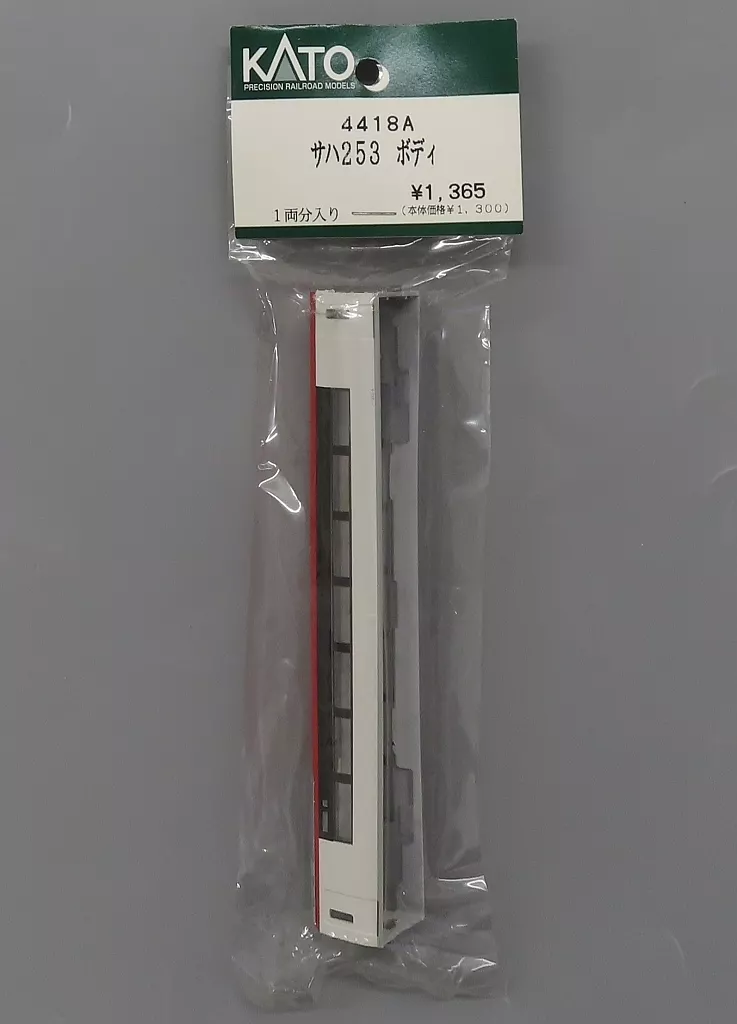 KATO
PRECISION RAILROAD MODELS
4418A
サハ253 ボディ
¥1,365
1両分入り (本体価格¥1,300)